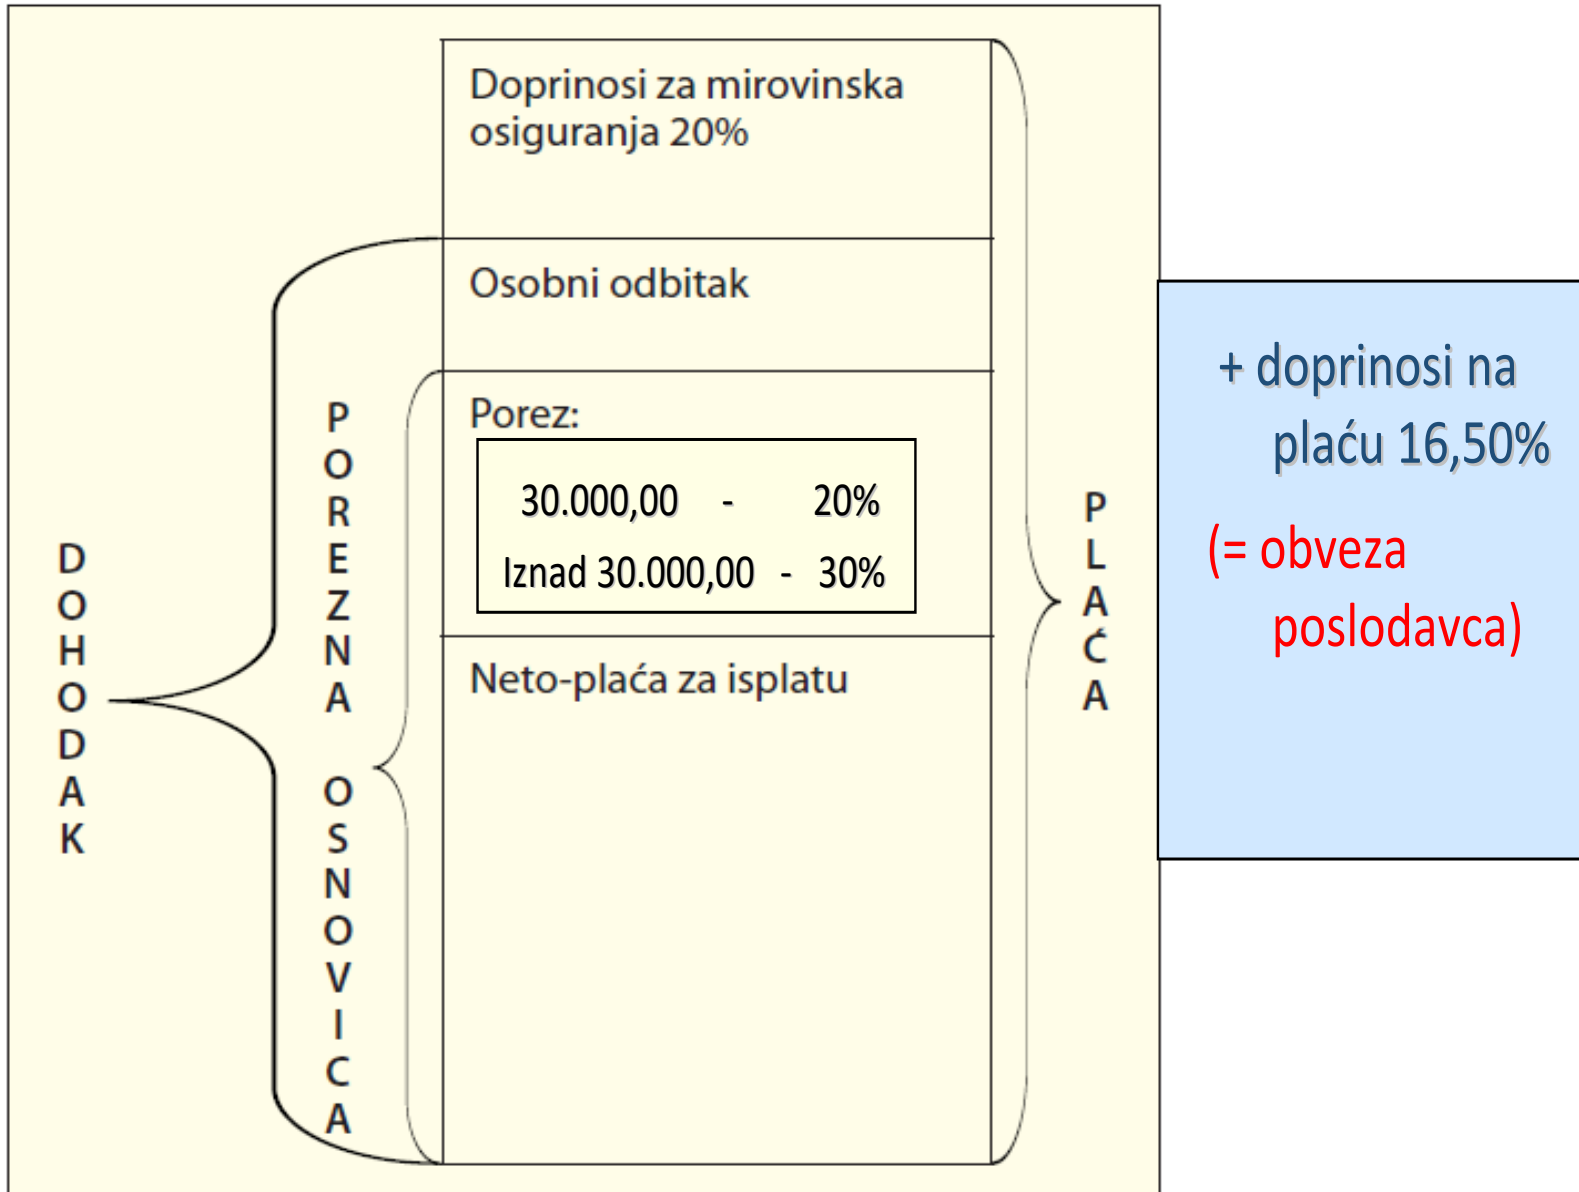 Doprinosi za mirovinska
osiguranja 20%
Osobni odbitak
Porez:
30.000,00 - 20%
Iznad 30.000,00 - 30%
Neto-plaća za isplatu
DOHODAK
POREZNA OSNOVICA
PLAĆA
+ doprinosi na
plaću 16,50%
(= obveza
poslodavca)